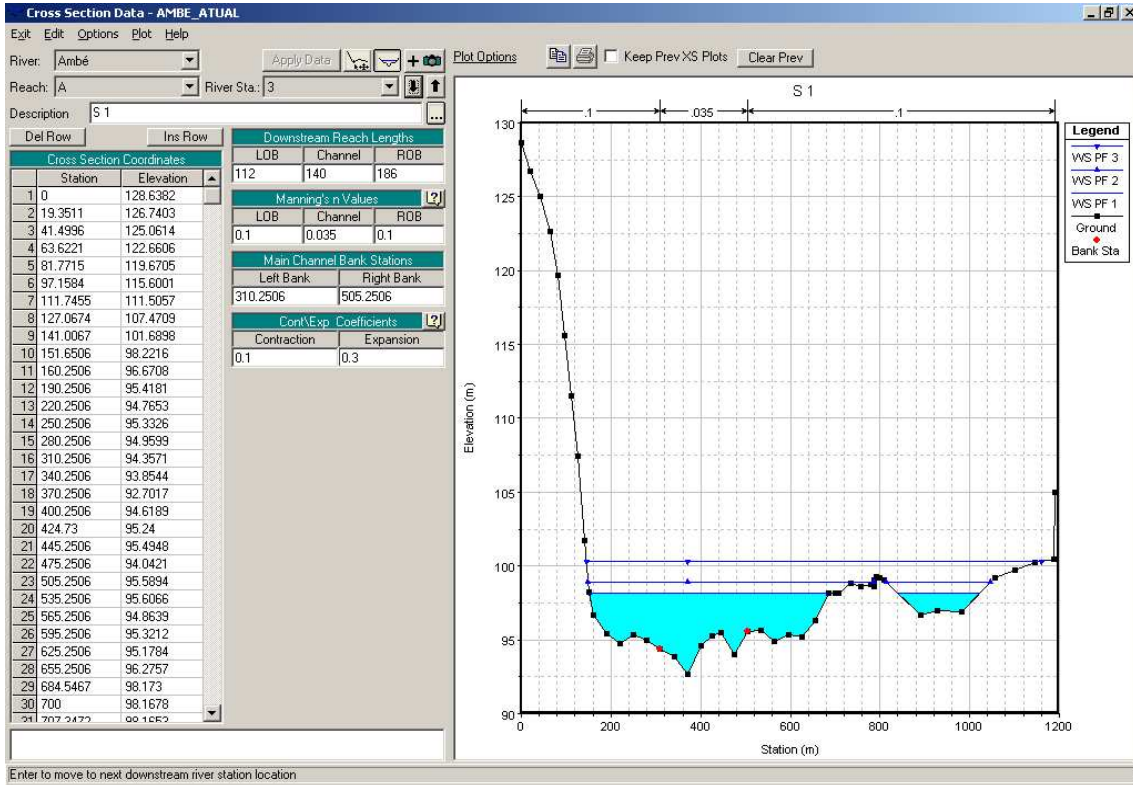 Cross Section Data - AMBE_ATUAL
Exit Edit Options Plot Help
River: Ambé
Apply Data
Plot Options
Keep Prev XS Plots
Clear Prev
Reach: A
River Sta.: 3
Description S 1
...
Del Row Ins Row
Cross Section Coordinates
Station Elevation
1 0 128.6382
2 19.3511 126.7403
3 41.4996 125.0614
4 63.6221 122.6606
5 81.7715 119.6705
6 97.1584 115.6001
7 111.7455 111.5057
8 127.0674 107.4709
9 141.0067 101.6898
10 151.6506 98.2216
11 160.2506 96.6708
12 190.2506 95.4181
13 220.2506 94.7653
14 250.2506 95.3326
15 280.2506 94.9599
16 310.2506 94.3571
17 340.2506 93.8544
18 370.2506 92.7017
19 400.2506 94.6189
20 424.73 95.24
21 445.2506 95.4948
22 475.2506 94.0421
23 505.2506 95.5894
24 535.2506 95.6066
25 565.2506 94.8639
26 595.2506 95.3212
27 625.2506 95.1784
28 655.2506 96.2757
29 684.5467 98.173
30 700 98.1678
31 707.3472 98.1653
Downstream Reach Lengths
LOB Channel ROB
112 140 186
Manning's n Values
LOB Channel ROB
0.1 0.035 0.1
Main Channel Bank Stations
Left Bank Right Bank
310.2506 505.2506
Cont\Exp Coefficients
Contraction Expansion
0.1 0.3
S 1
.1 .035 .1
130
125
120
115
110
105
100
95
90
0 200 400 600 800 1000 1200
Elevation (m)
Station (m)
Legend
WS PF 3
WS PF 2
WS PF 1
Ground
Bank Sta
Enter to move to next downstream river station location